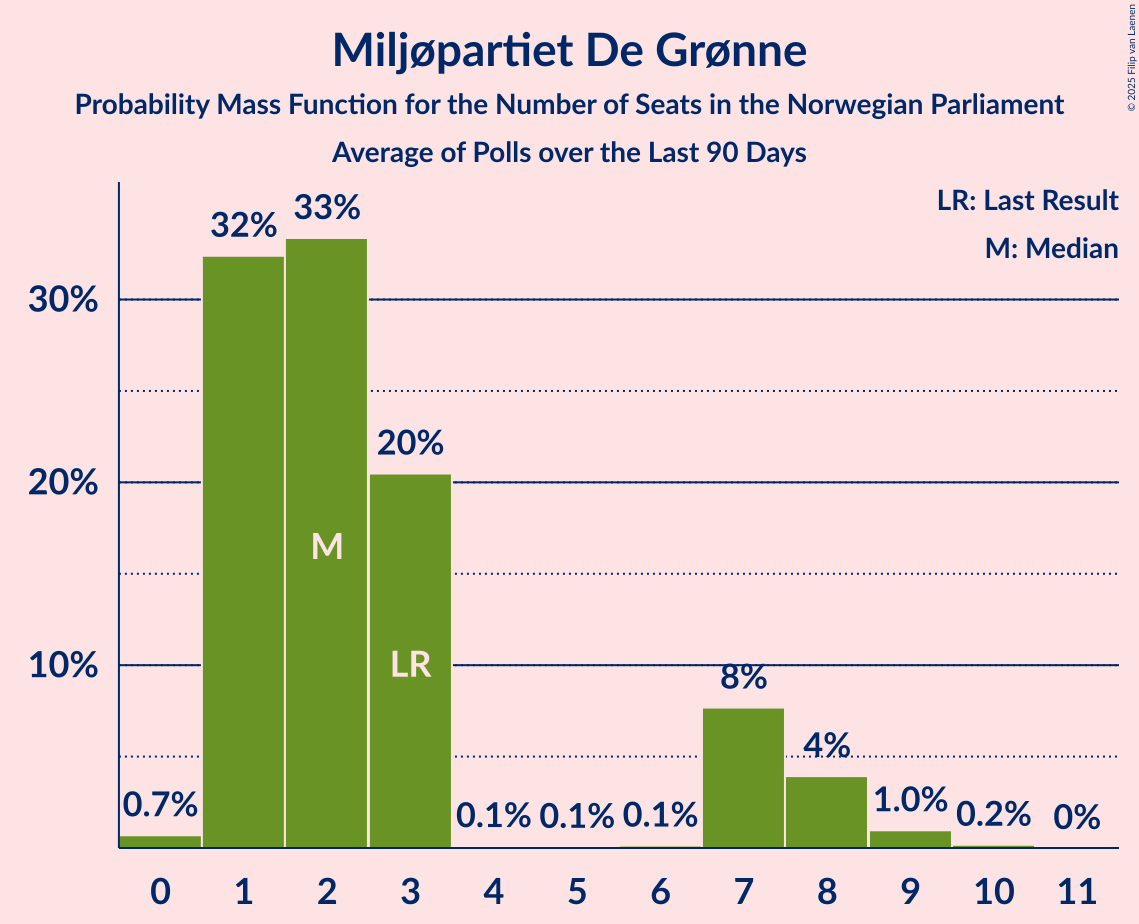 Miljøpartiet De Grønne
Probability Mass Function for the Number of Seats in the Norwegian Parliament
Average of Polls over the Last 90 Days
© 2025 Filip van Laenen
LR: Last Result
M: Median
32%
33%
30%
20%
20%
M
LR
10%
8%
4%
0.7%
0.1%
0.1%
0.1%
1.0%
0.2%
0%
0 1 2 3 4 5 6 7 8 9 10 11